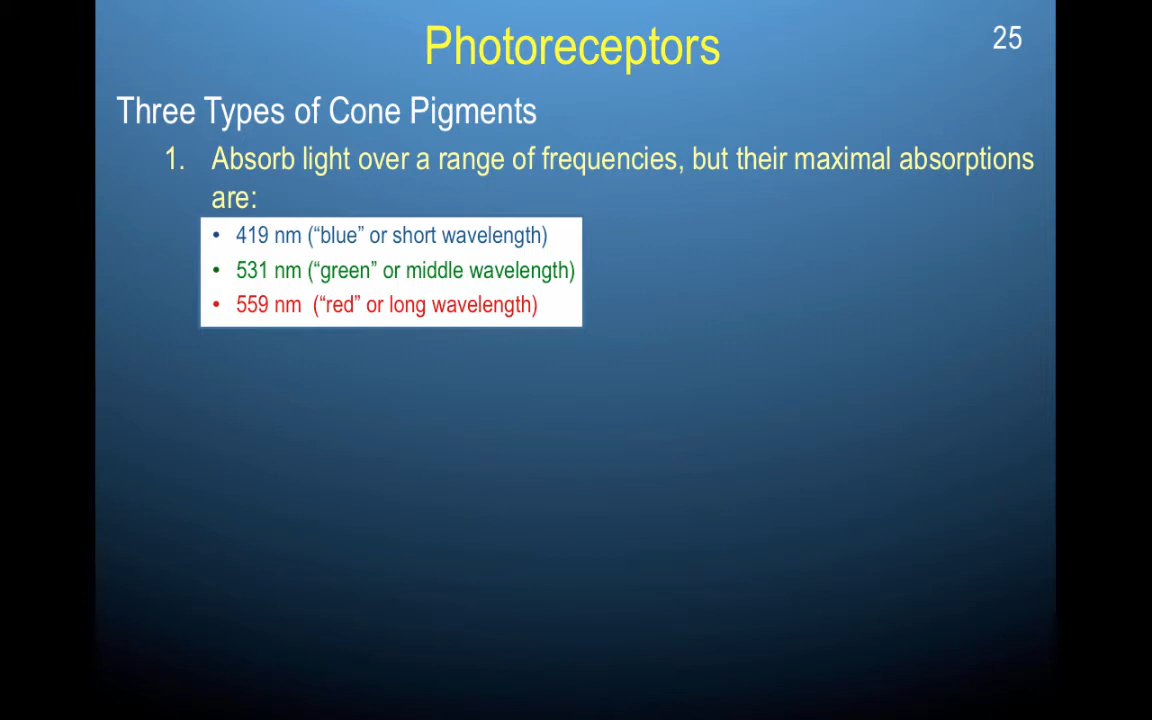 Photoreceptors
25
Three Types of Cone Pigments
1. Absorb light over a range of frequencies, but their maximal absorptions
are:
• 419 nm (“blue” or short wavelength)
• 531 nm (“green” or middle wavelength)
• 559 nm  (“red” or long wavelength)